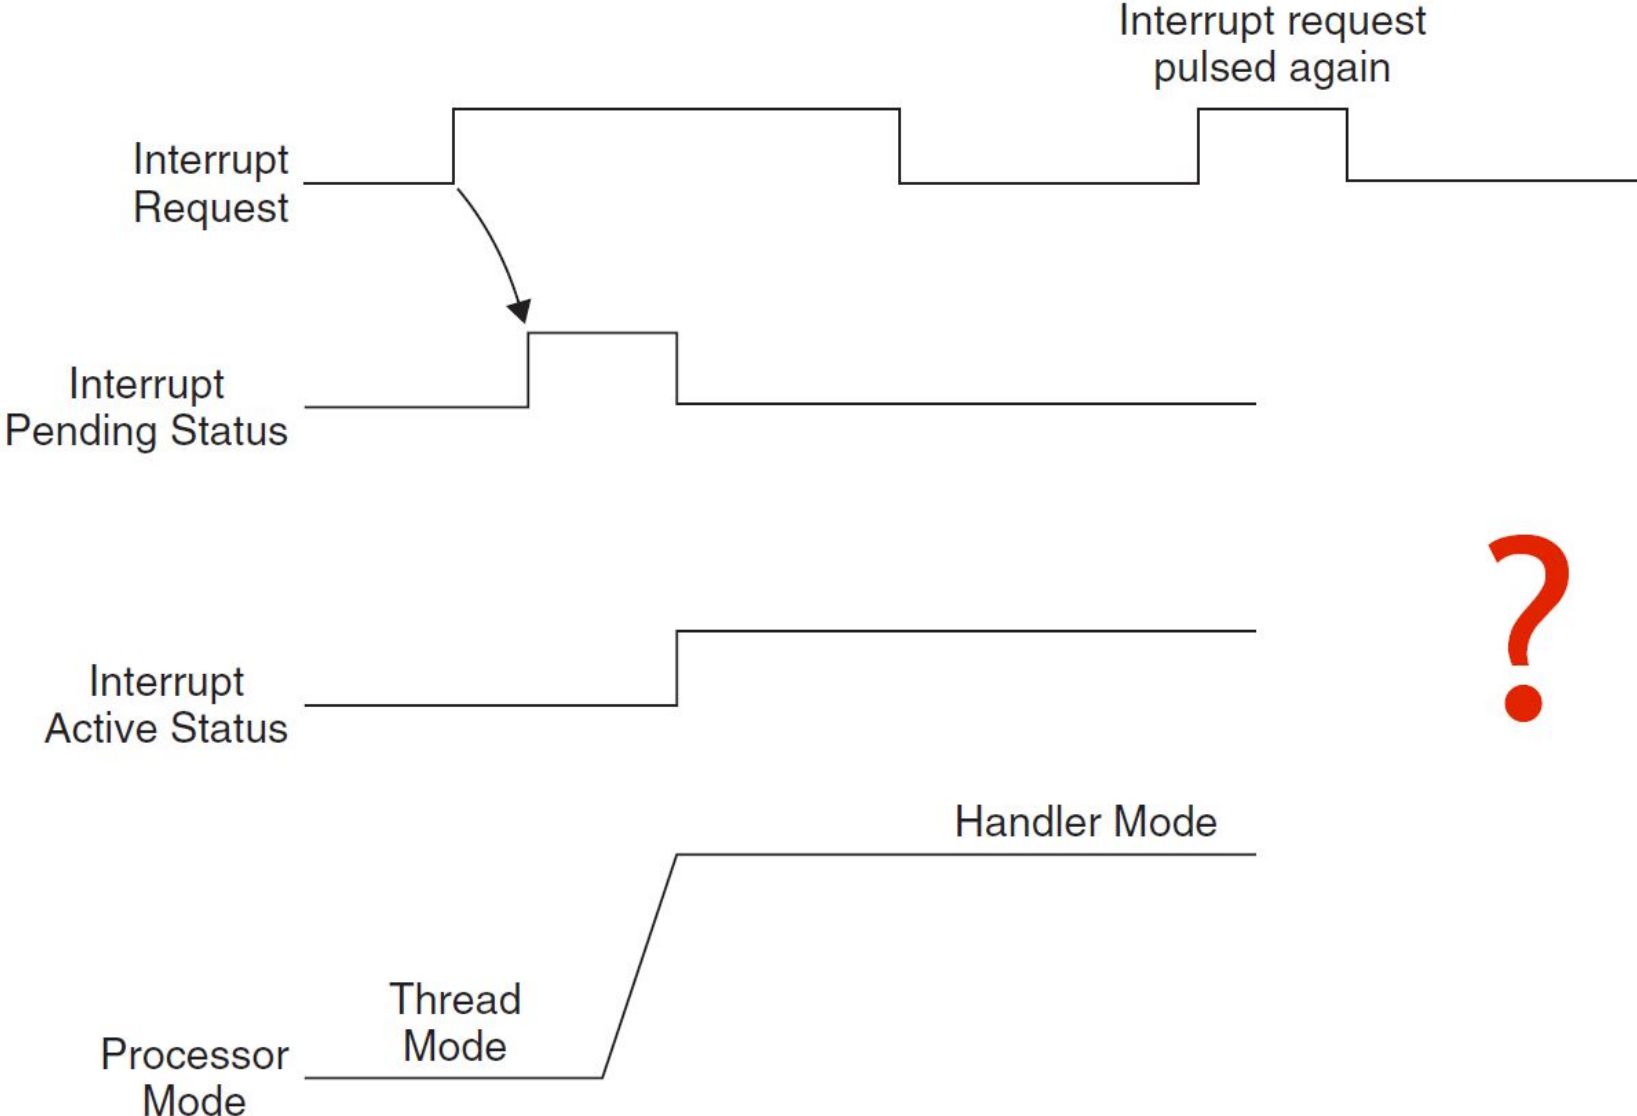 Interrupt request
pulsed again
Interrupt
Request
Interrupt
Pending Status
?
Interrupt
Active Status
Handler Mode
Thread
Mode
Processor
Mode